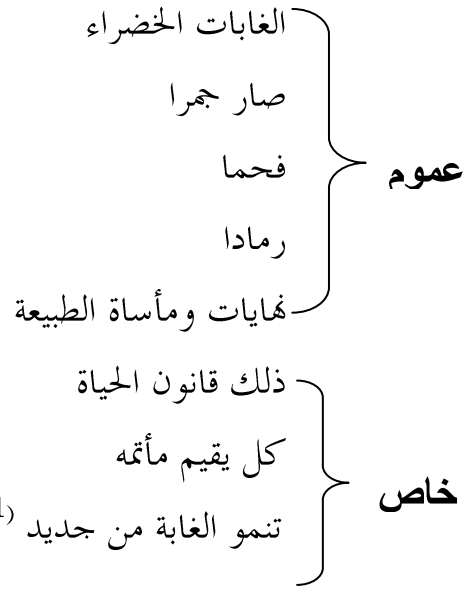 الغابات الخضراء
صار جمرا
فحما
رمادا
عموم
نهايات ومأساة الطبيعة
ذلك قانون الحياة
كل يقيم مأتمه
خاص
تنمو الغابة من جديد